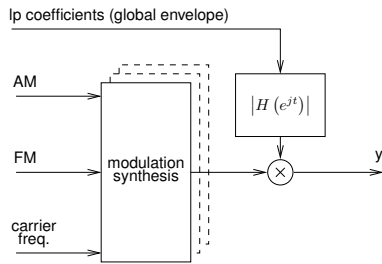 lp coefficients (global envelope)
AM
|H (e^{jt})|
y
FM
modulation
synthesis
×
carrier
freq.